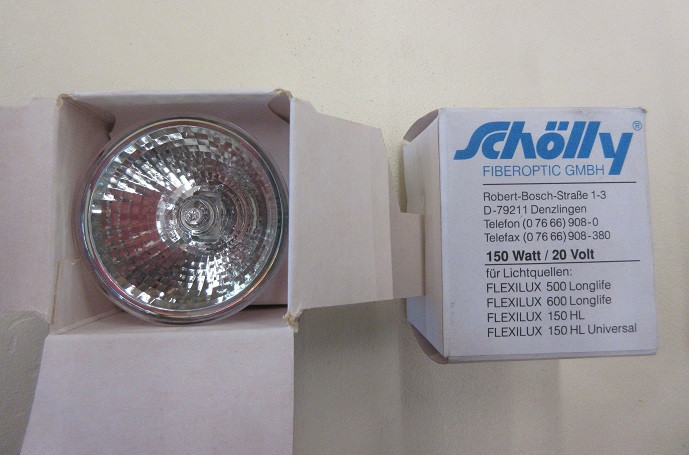 Schölly®
FIBEROPTIC GMBH
Robert-Bosch-Straße 1-3
D-79211 Denzlingen
Telefon (0 76 66) 908-0
Telefax (0 76 66) 908-380
150 Watt / 20 Volt
für Lichtquellen:
FLEXILUX 500 Longlife
FLEXILUX 600 Longlife
FLEXILUX 150 HL
FLEXILUX 150 HL Universal